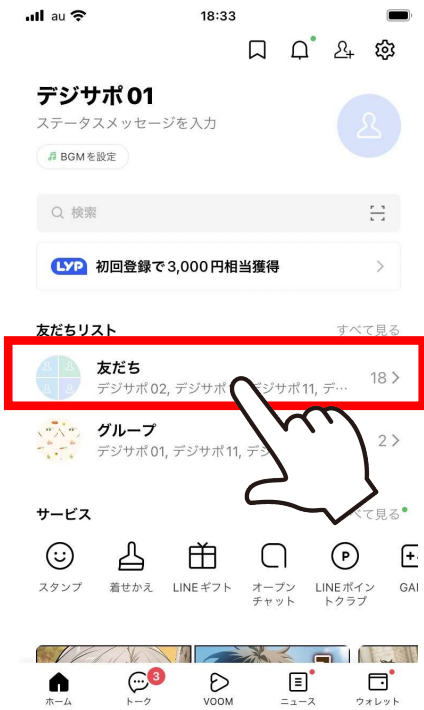 au 18:33
デジサポ 01
ステータスメッセージを入力
BGMを設定
検索
LYP 初回登録で3,000円相当獲得
友だちリスト すべて見る
友だち
デジサポ02, デジサポ デジサポ11, デ… 18
グループ
デジサポ01, デジサポ11, デジ 2
サービス べて見る
スタンプ 着せかえ LINEギフト オープンチャット LINEポイントクラブ GA
P
3
ホーム トーク VOOM ニュース ウォレット